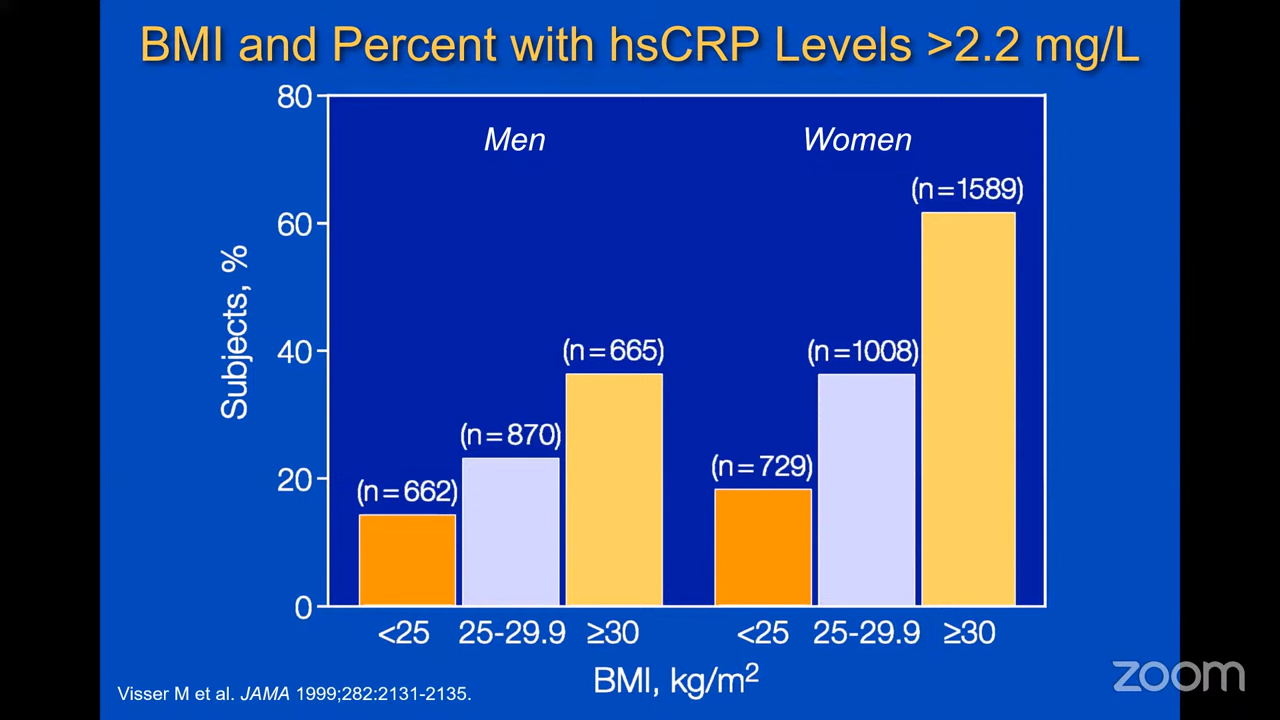 BMI and Percent with hsCRP Levels >2.2 mg/L
80
Men
Women
(n=1589)
60
Subjects, %
40
(n=665)
(n=1008)
(n=870)
(n=729)
20
(n=662)
0
<25 25-29.9 ≥30 <25 25-29.9 ≥30
BMI, kg/m²
Visser M et al. JAMA 1999;282:2131-2135.
zoom